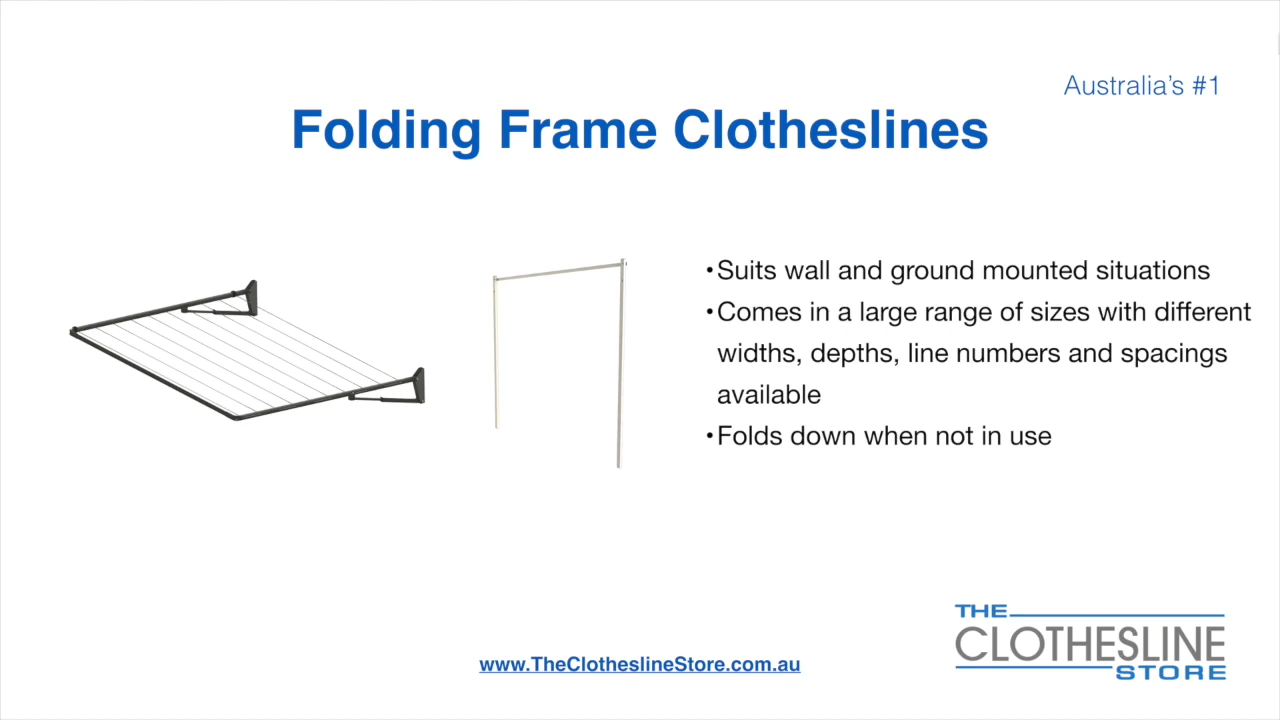 Australia's #1
Folding Frame Clotheslines
•Suits wall and ground mounted situations
•Comes in a large range of sizes with different
widths, depths, line numbers and spacings
available
•Folds down when not in use
www.TheClotheslineStore.com.au
THE
CLOTHESLINE
STORE